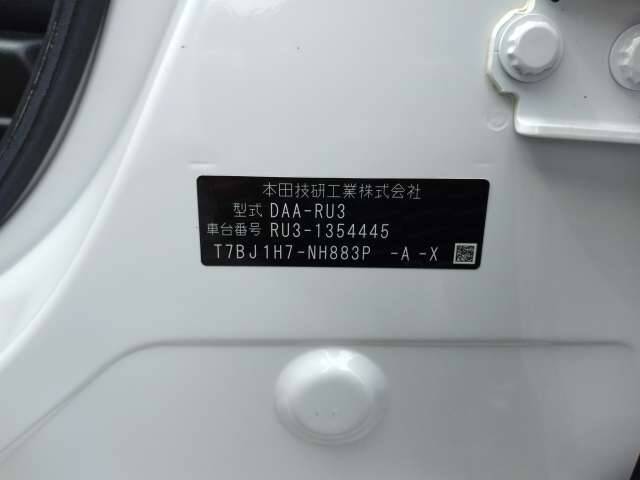 本田技研工業株式会社
型式 DAA-RU3
車台番号 RU3-1354445
T7BJ1H7-NH883P -A -X